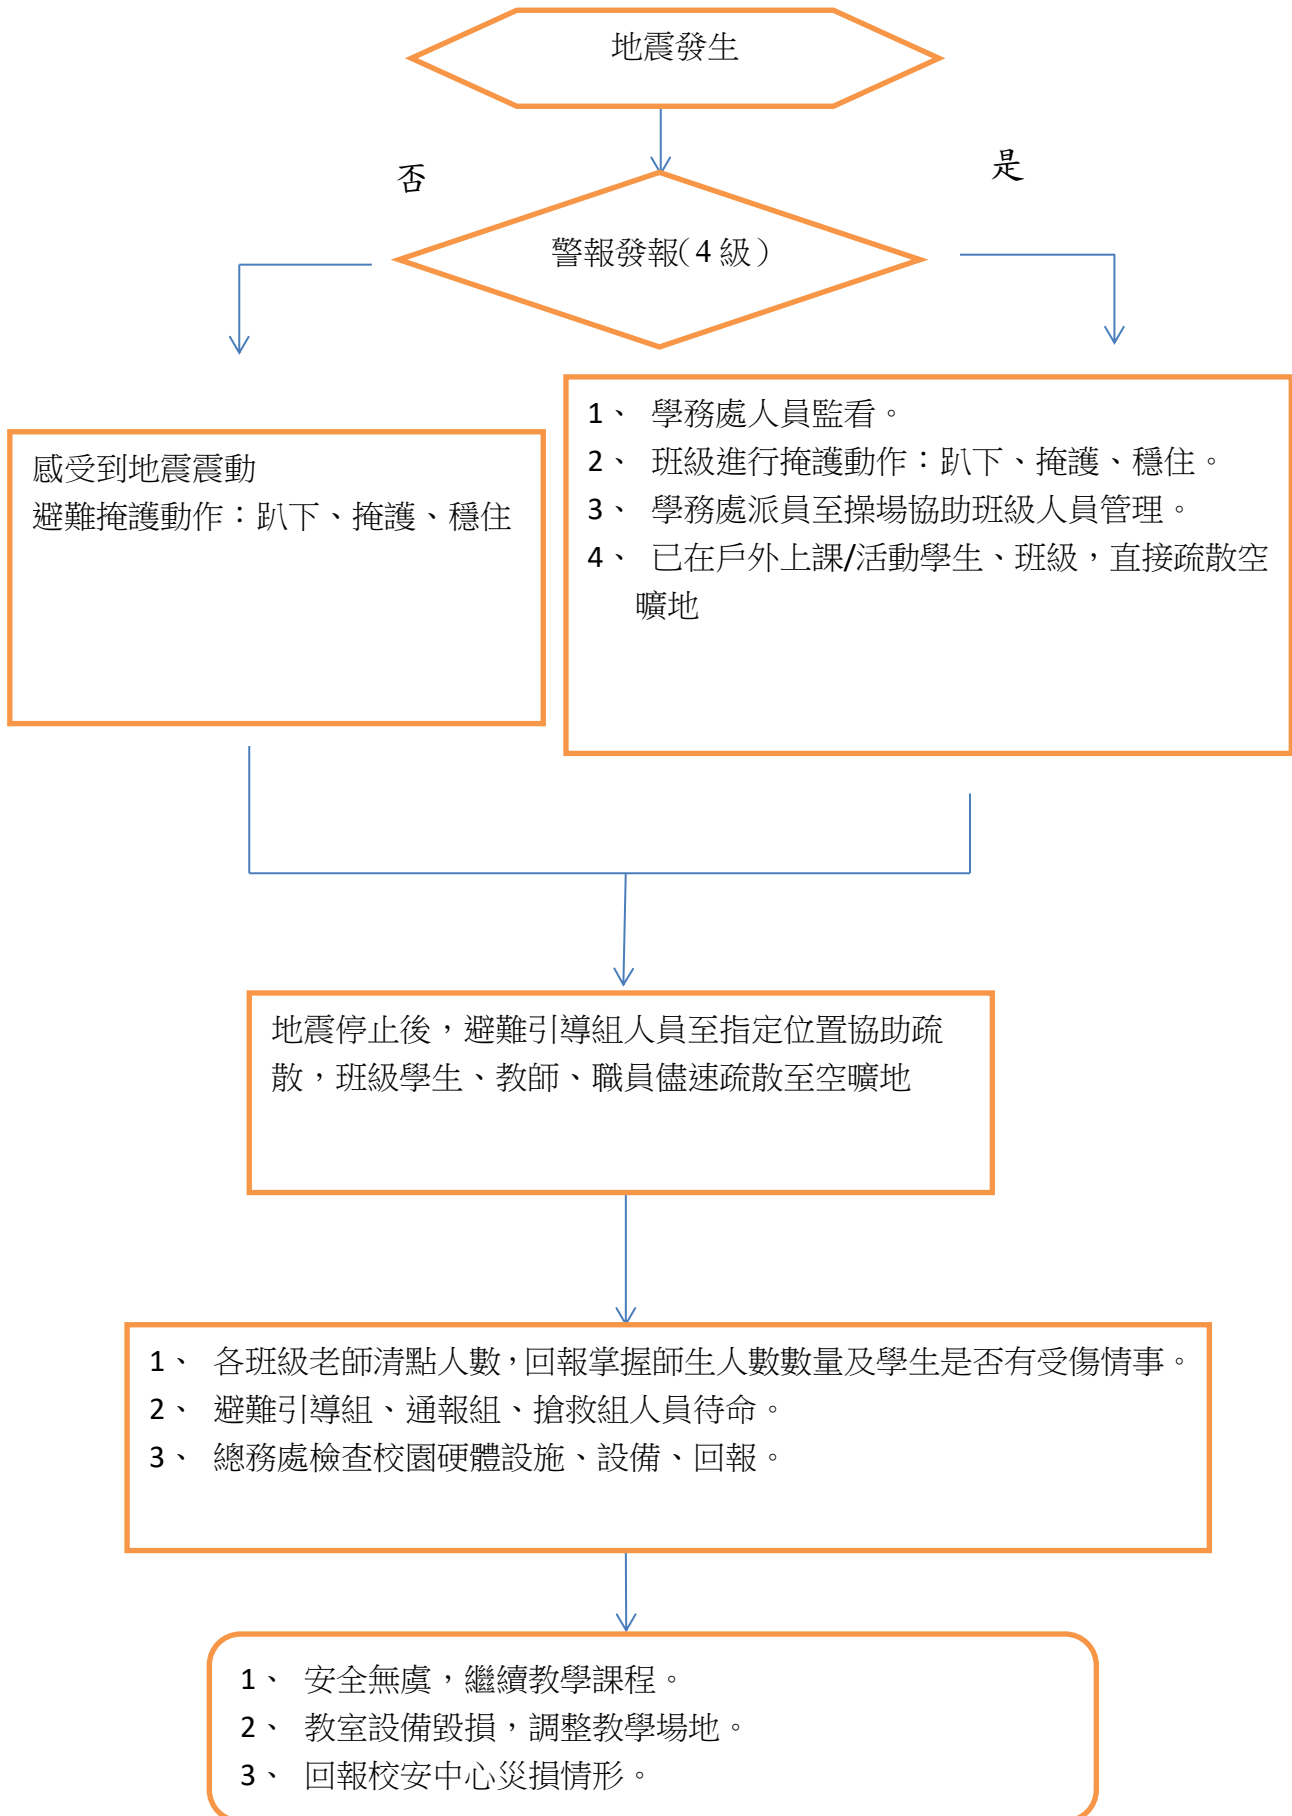 地震發生
否
是
警報發報(4 級)
感受到地震震動
避難掩護動作：趴下、掩護、穩住
1、 學務處人員監看。
2、 班級進行掩護動作：趴下、掩護、穩住。
3、 學務處派員至操場協助班級人員管理。
4、 已在戶外上課/活動學生、班級，直接疏散空
曠地
地震停止後，避難引導組人員至指定位置協助疏
散，班級學生、教師、職員儘速疏散至空曠地
1、 各班級老師清點人數，回報掌握師生人數數量及學生是否有受傷情事。
2、 避難引導組、通報組、搶救組人員待命。
3、 總務處檢查校園硬體設施、設備、回報。
1、 安全無虞，繼續教學課程。
2、 教室設備毀損，調整教學場地。
3、 回報校安中心災損情形。